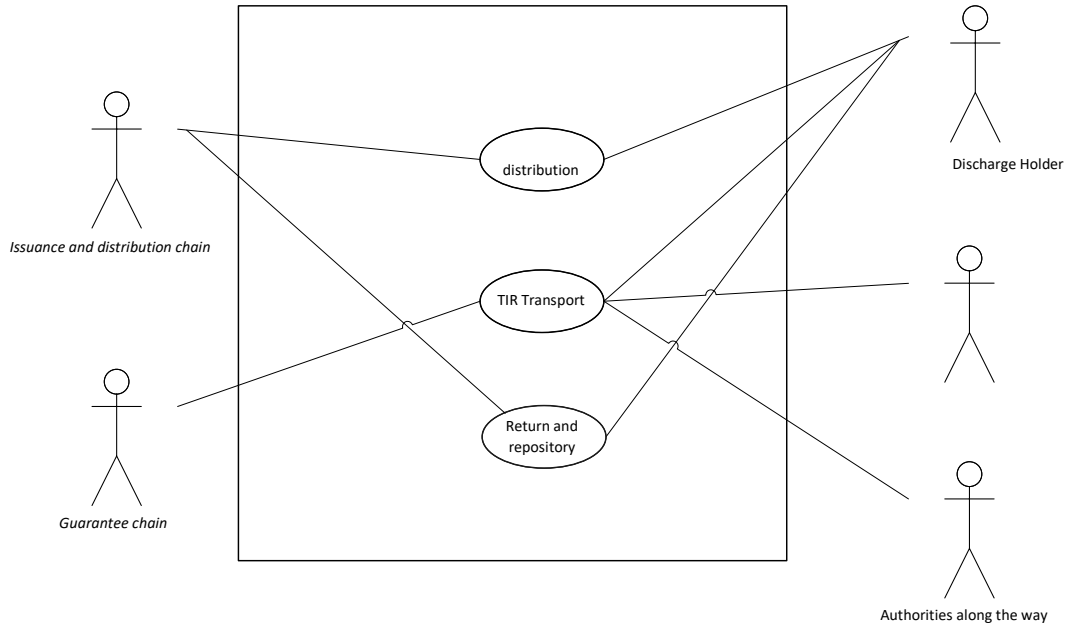 distribution
Discharge Holder
Issuance and distribution chain
TIR Transport
Return and
repository
Guarantee chain
Authorities along the way